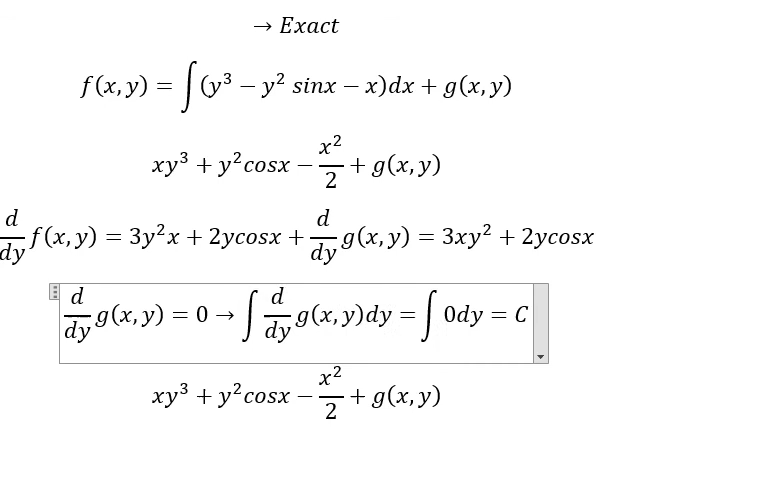 → Exact
f(x,y) = ∫(y³ − y² sinx − x)dx + g(x,y)
xy³ + y²cosx − x²/2 + g(x,y)
d/dy f(x,y) = 3y²x + 2ycosx + d/dy g(x,y) = 3xy² + 2ycosx
d/dy g(x,y) = 0 → ∫ d/dy g(x,y)dy = ∫ 0dy = C
xy³ + y²cosx − x²/2 + g(x,y)